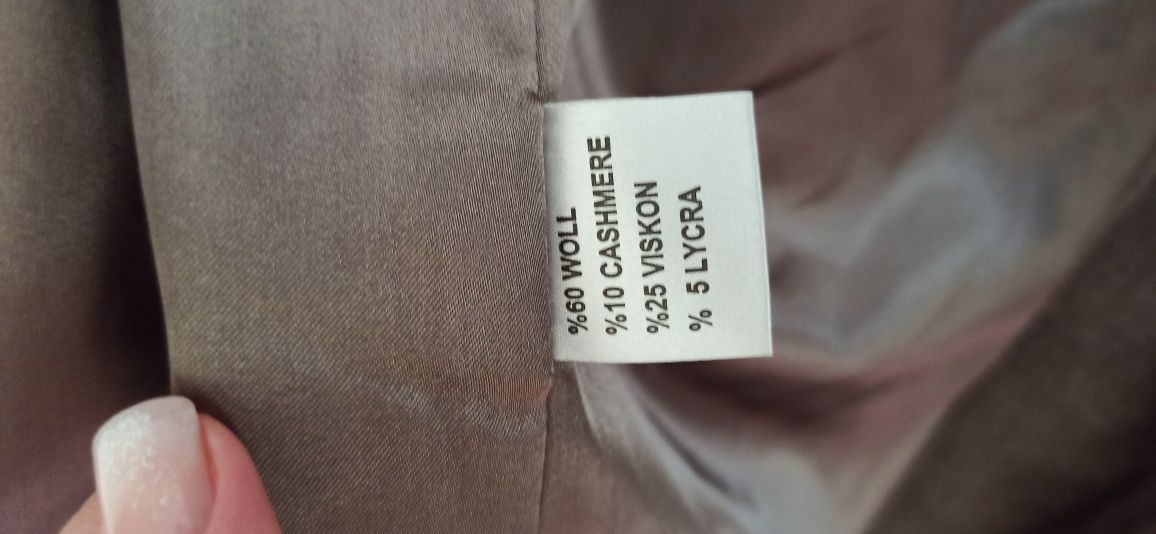 %60 WOLL
%10 CASHMERE
%25 VISKON
% 5 LYCRA